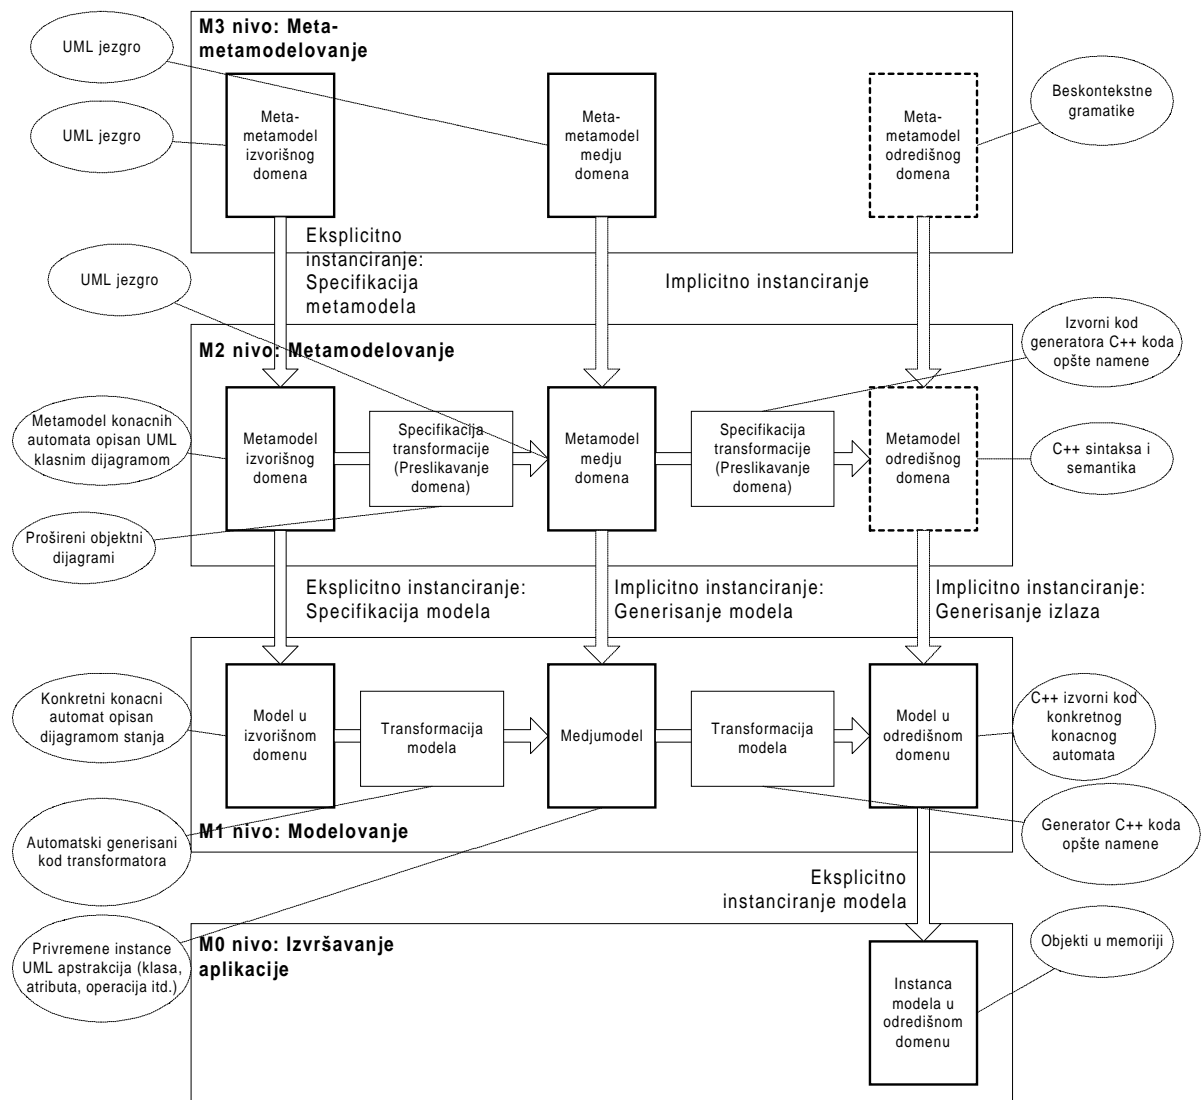 M3 nivo: Meta-
metamodelovanje
UML jezgro
UML jezgro
Meta-
metamodel
izvorišnog
domena
Meta-
metamodel
medju
domena
Meta-
metamodel
odredišnog
domena
Beskontekstne
gramatike
Eksplicitno
instanciranje:
Specifikacija
metamodela
Implicitno instanciranje
UML jezgro
M2 nivo: Metamodelovanje
Izvorni kod
generatora C++ koda
opšte namene
Metamodel konacnih
automata opisan UML
klasnim dijagramom
Metamodel
izvorišnog
domena
Specifikacija
transformacije
(Preslikavanje
domena)
Metamodel
medju
domena
Specifikacija
transformacije
(Preslikavanje
domena)
Metamodel
odredišnog
domena
C++ sintaksa i
semantika
Prošireni objektni
dijagrami
Eksplicitno instanciranje:
Specifikacija modela
Implicitno instanciranje:
Generisanje modela
Implicitno instanciranje:
Generisanje izlaza
Konkretni konacni
automat opisan
dijagramom stanja
Model u
izvorišnom
domenu
Transformacija
modela
Medjumodel
Transformacija
modela
Model u
odredišnom
domenu
C++ izvorni kod
konkretnog
konacnog
automata
M1 nivo: Modelovanje
Automatski generisani
kod transformatora
Generator C++ koda
opšte namene
Eksplicitno
instanciranje modela
M0 nivo: Izvršavanje
aplikacije
Privremene instance
UML apstrakcija (klasa,
atributa, operacija itd.)
Objekti u memoriji
Instanca
modela u
odredišnom
domenu